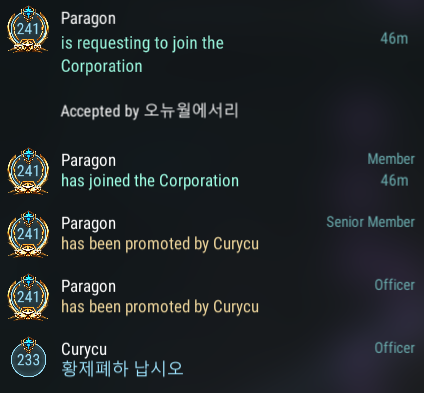 241
Paragon
is requesting to join the
Corporation
46m
Accepted by 오뉴월에서리
241
Paragon
Member
has joined the Corporation
46m
241
Paragon
Senior Member
has been promoted by Curycu
241
Paragon
Officer
has been promoted by Curycu
233
Curycu
Officer
황제폐하 납시오